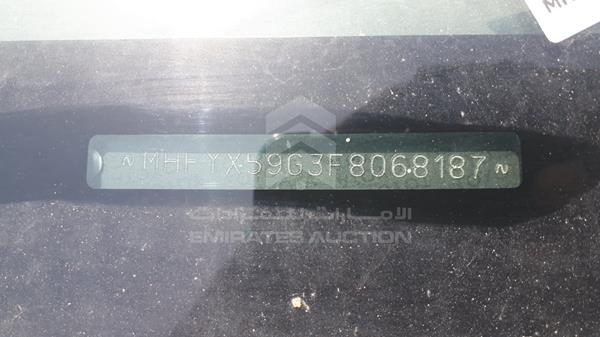 ~MHFYX59G3F8068187~
الإمارات للمزادات
EMIRATES AUCTION